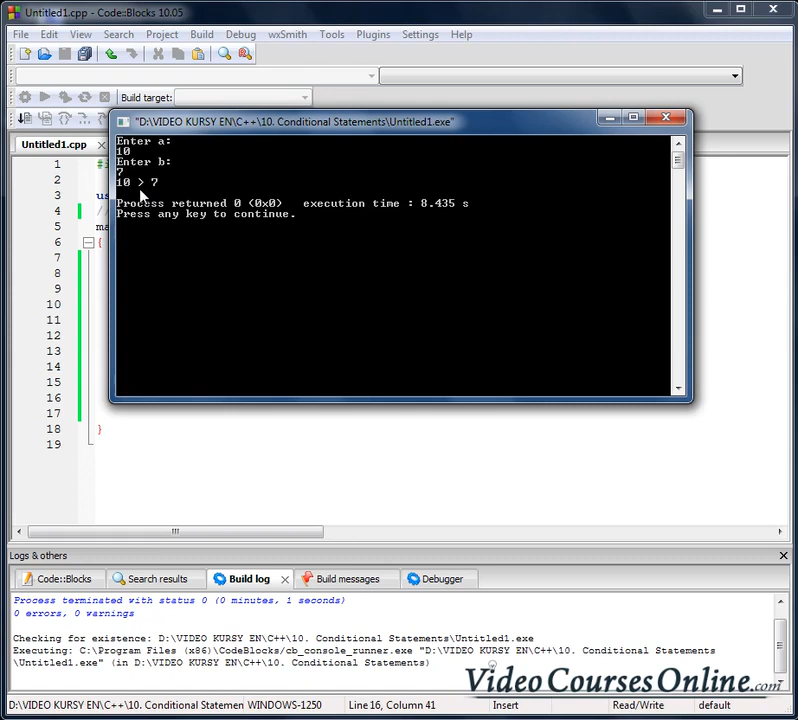 Untitled1.cpp - Code::Blocks 10.05
File Edit View Search Project Build Debug wxSmith Tools Plugins Settings Help
Build target:
"D:\VIDEO KURSY EN\C++\10. Conditional Statements\Untitled1.exe"
Untitled1.cpp
Enter a:
10
Enter b:
7
10 > 7
Process returned 0 (0x0)   execution time : 8.435 s
Press any key to continue.
1 #i
2
3 us
4 //
5 ma
6 {
7
8
9
10
11
12
13
14
15
16
17
18 }
19
Logs & others
Code::Blocks Search results Build log Build messages Debugger
Process terminated with status 0 (0 minutes, 1 seconds)
0 errors, 0 warnings
Checking for existence: D:\VIDEO KURSY EN\C++\10. Conditional Statements\Untitled1.exe
Executing: C:\Program Files (x86)\CodeBlocks/cb_console_runner.exe "D:\VIDEO KURSY EN\C++\10. Conditional Statements
\Untitled1.exe" (in D:\VIDEO KURSY EN\C++\10. Conditional Statements)
VideoCoursesOnline.com
D:\VIDEO KURSY EN\C++\10. Conditional Statemen WINDOWS-1250 Line 16, Column 41 Insert Read/Write default